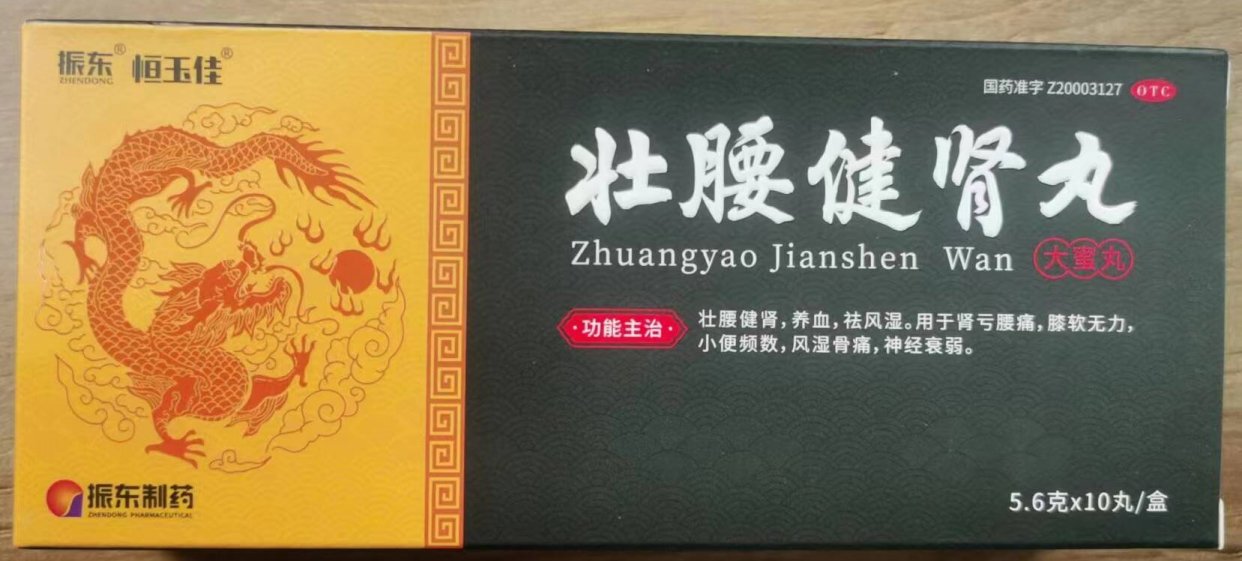 振东® 恒玉佳®
ZHENDONG
国药准字 Z20003127 OTC
壮腰健肾丸
Zhuangyao Jianshen Wan 大蜜丸
·功能主治· 壮腰健肾，养血，祛风湿。用于肾亏腰痛，膝软无力，
小便频数，风湿骨痛，神经衰弱。
振东制药
ZHENDONG PHARMACEUTICAL
5.6克x10丸/盒